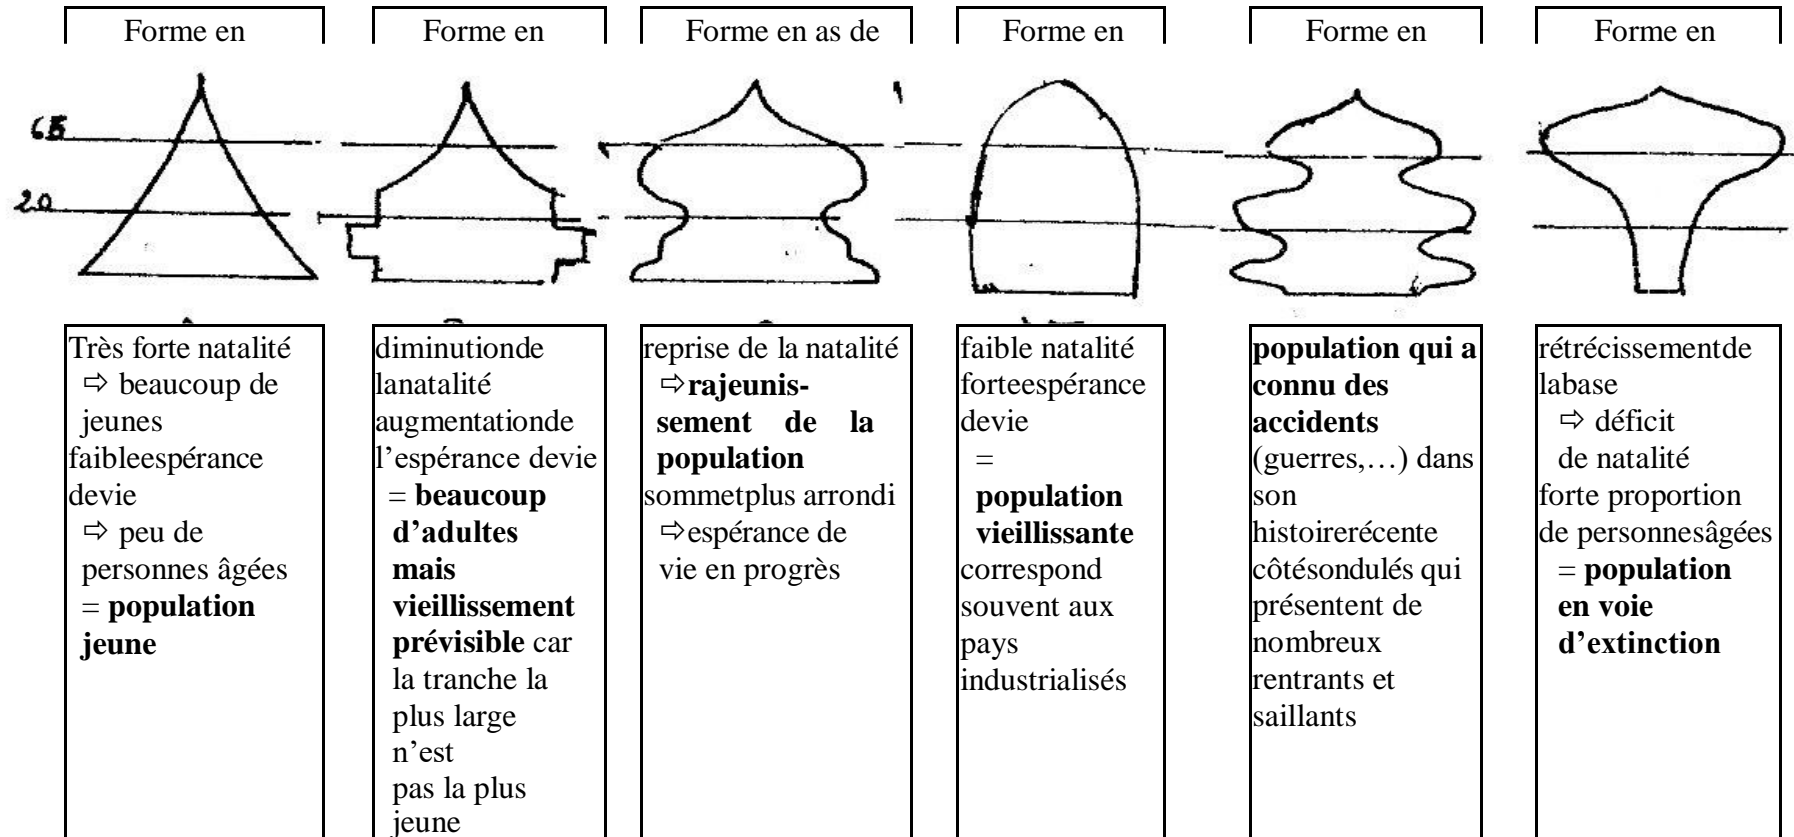 Forme en
Forme en
Forme en as de
Forme en
Forme en
Forme en
65
20
Très forte natalité
⇨ beaucoup de
jeunes
faibleespérance
devie
⇨ peu de
personnes âgées
= population
jeune
diminutionde
lanatalité
augmentationde
l’espérance devie
= beaucoup
d’adultes
mais
vieillissement
prévisible car
la tranche la
plus large
n’est
pas la plus
jeune
reprise de la natalité
⇨rajeunis-
sement de la
population
sommetplus arrondi
⇨espérance de
vie en progrès
faible natalité
forteespérance
devie
=
population
vieillissante
correspond
souvent aux
pays
industrialisés
population qui a
connu des
accidents
(guerres,…) dans
son
histoirerécente
côtésondulés qui
présentent de
nombreux
rentrants et
saillants
rétrécissementde
labase
⇨ déficit
de natalité
forte proportion
de personnesâgées
= population
en voie
d’extinction